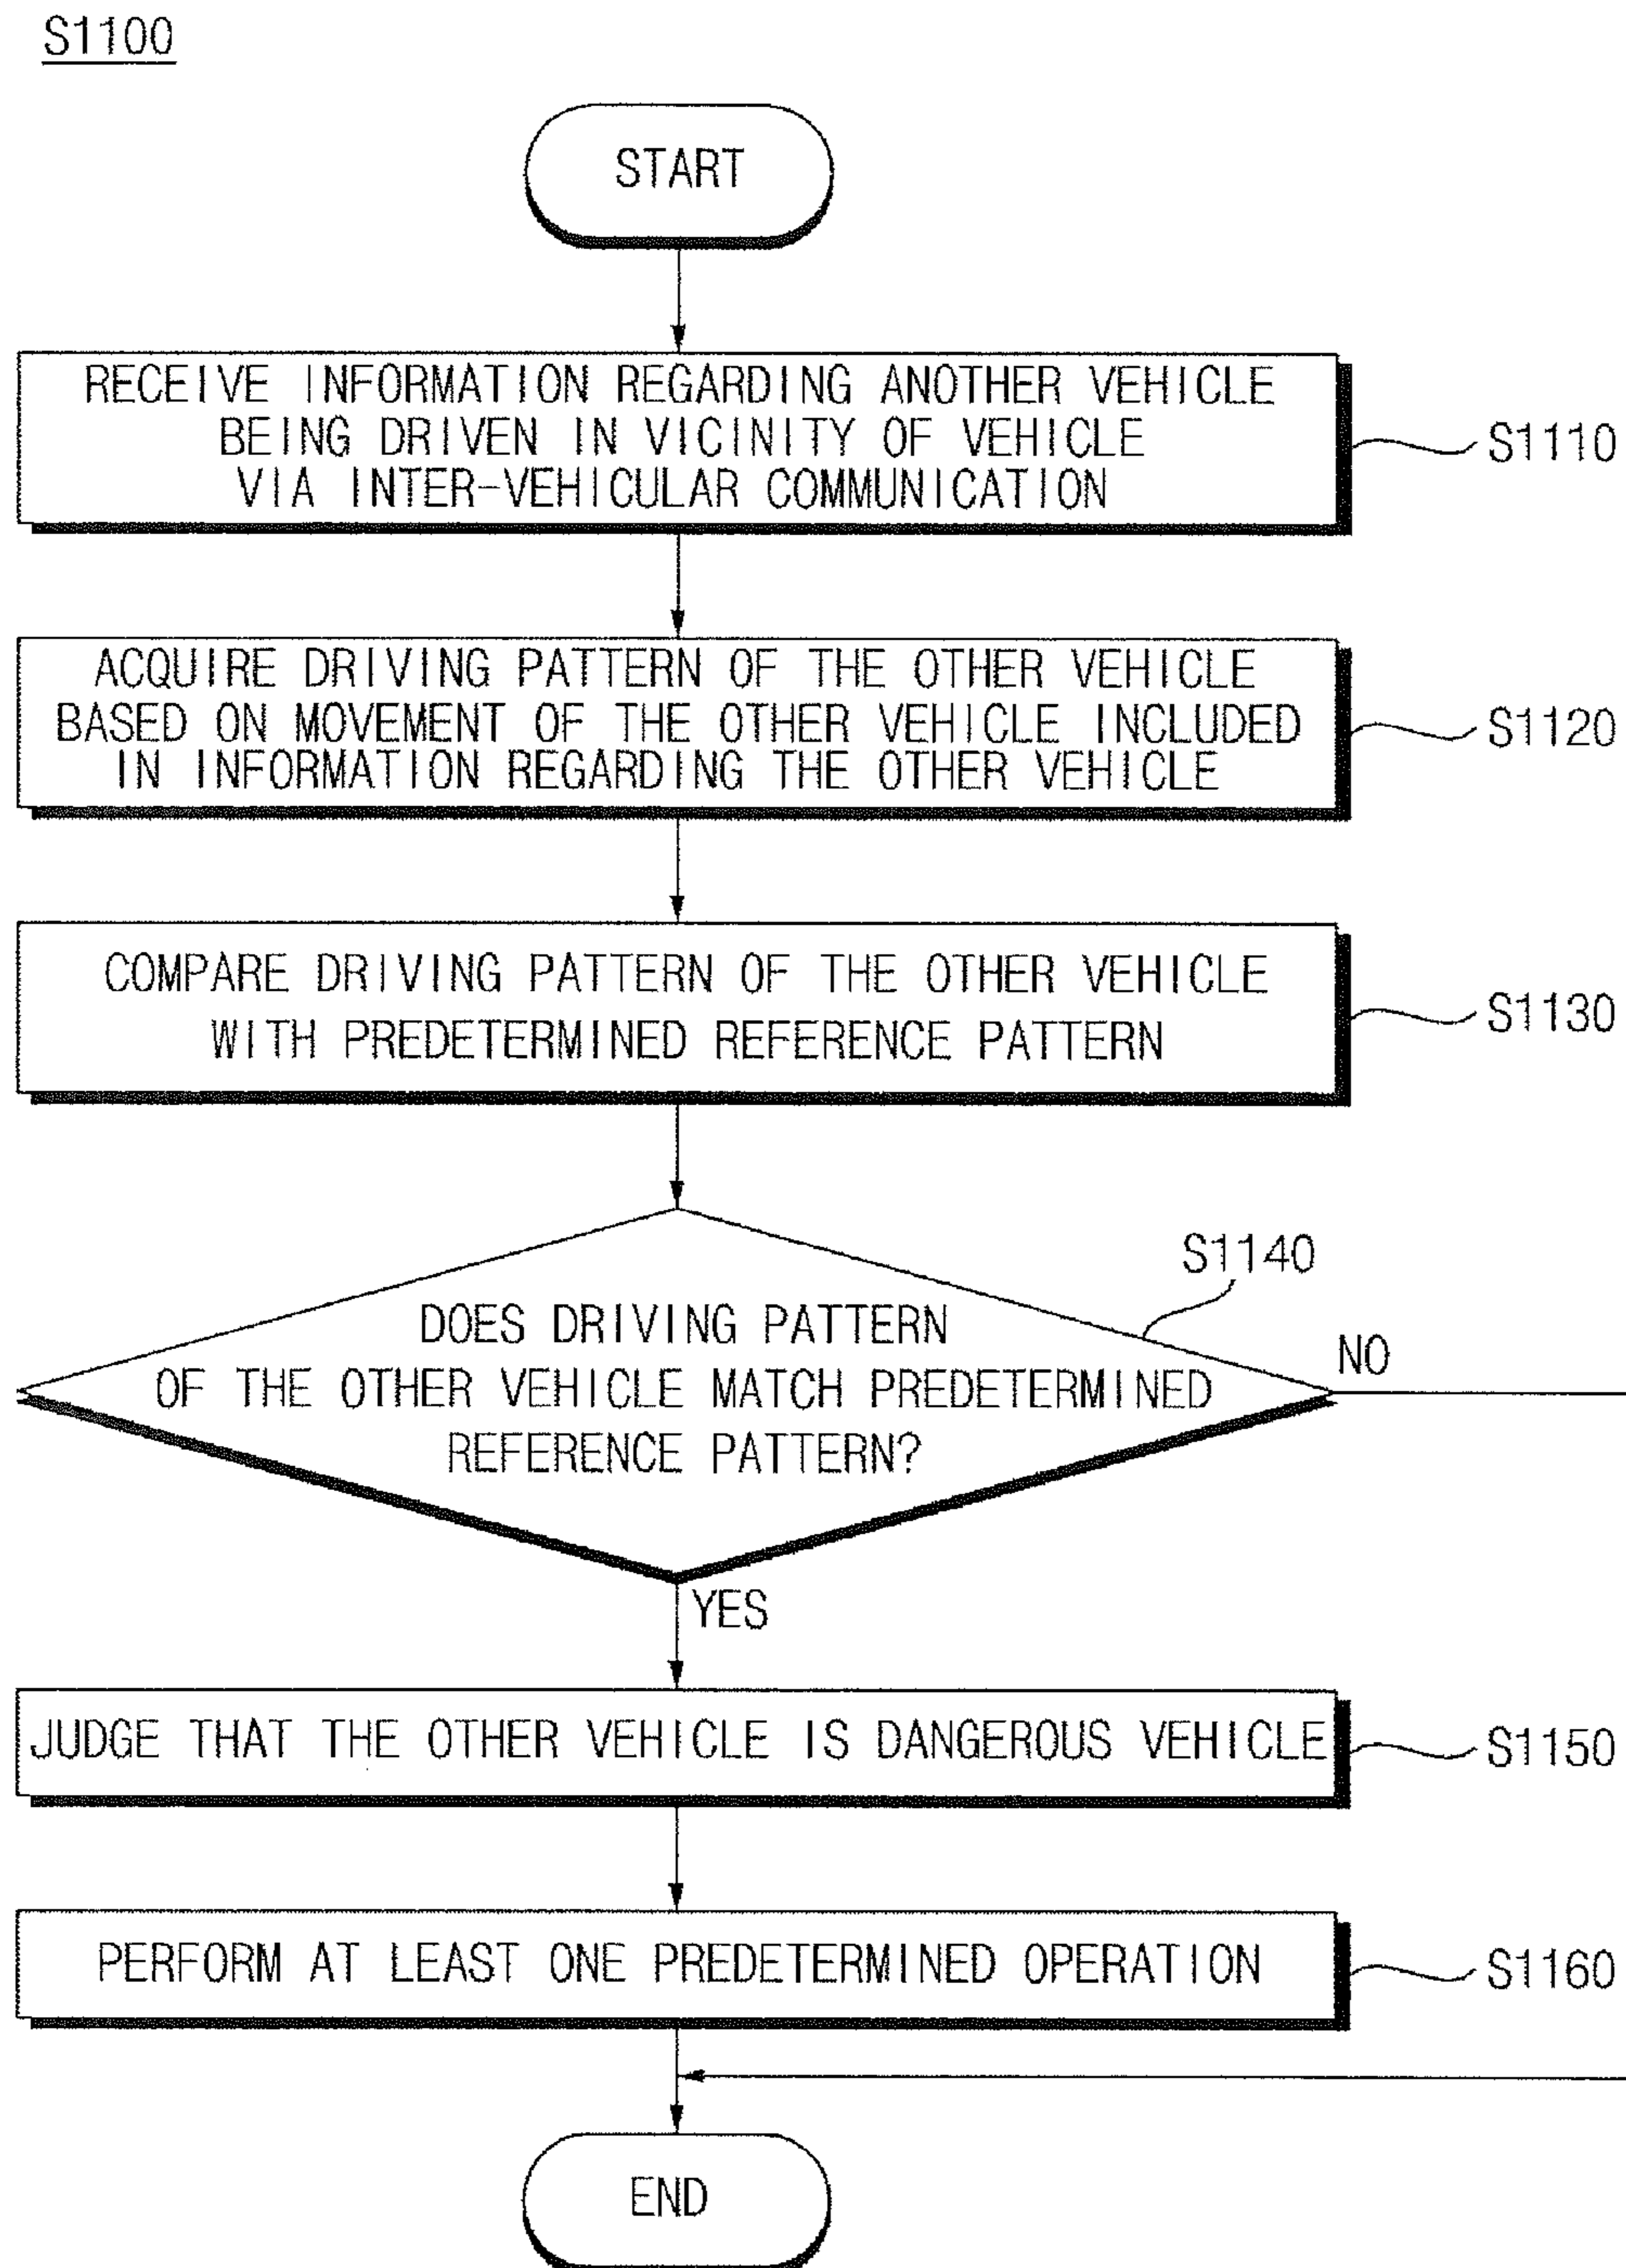 S1100
START
RECEIVE INFORMATION REGARDING ANOTHER VEHICLE
BEING DRIVEN IN VICINITY OF VEHICLE
VIA INTER-VEHICULAR COMMUNICATION
S1110
ACQUIRE DRIVING PATTERN OF THE OTHER VEHICLE
BASED ON MOVEMENT OF THE OTHER VEHICLE INCLUDED
IN INFORMATION REGARDING THE OTHER VEHICLE
S1120
COMPARE DRIVING PATTERN OF THE OTHER VEHICLE
WITH PREDETERMINED REFERENCE PATTERN
S1130
S1140
DOES DRIVING PATTERN
OF THE OTHER VEHICLE MATCH PREDETERMINED
REFERENCE PATTERN?
NO
YES
JUDGE THAT THE OTHER VEHICLE IS DANGEROUS VEHICLE
S1150
PERFORM AT LEAST ONE PREDETERMINED OPERATION
S1160
END